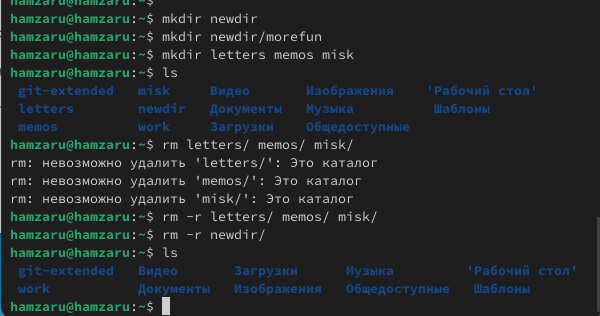 hamzaru@hamzaru:~$
hamzaru@hamzaru:~$ mkdir newdir
hamzaru@hamzaru:~$ mkdir newdir/morefun
hamzaru@hamzaru:~$ mkdir letters memos misk
hamzaru@hamzaru:~$ ls
git-extended misk Видео Изображения 'Рабочий стол'
letters newdir Документы Музыка Шаблоны
memos work Загрузки Общедоступные
hamzaru@hamzaru:~$ rm letters/ memos/ misk/
rm: невозможно удалить 'letters/': Это каталог
rm: невозможно удалить 'memos/': Это каталог
rm: невозможно удалить 'misk/': Это каталог
hamzaru@hamzaru:~$ rm -r letters/ memos/ misk/
hamzaru@hamzaru:~$ rm -r newdir/
hamzaru@hamzaru:~$ ls
git-extended Видео Загрузки Музыка 'Рабочий стол'
work Документы Изображения Общедоступные Шаблоны
hamzaru@hamzaru:~$